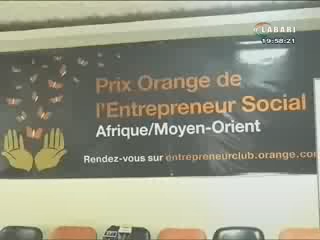 LABARI
19:58:21
Prix Orange de
l'Entrepreneur Social
Afrique/Moyen-Orient
Rendez-vous sur entrepreneurclub.orange.com